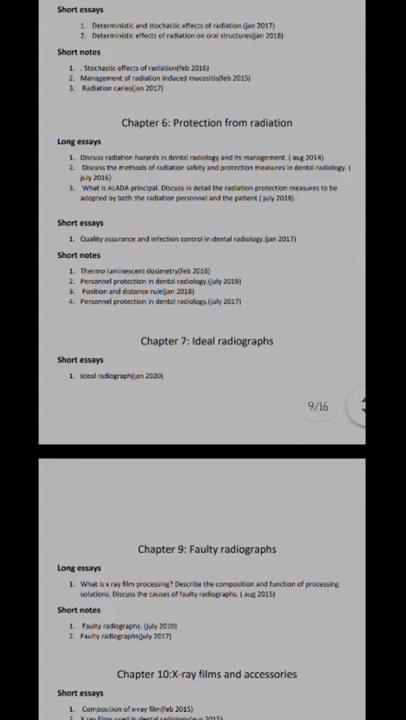 Short essays
1. Deterministic and stochastic effects of radiation.(jan 2017)
2. Deterministic effects of radiation on oral structures(jan 2018)
Short notes
1. . Stochastic effects of radiation(feb 2016)
2. Management of radiation induced mucositis(feb 2015)
3. Radiation caries(jan 2017)
Chapter 6: Protection from radiation
Long essays
1. Discuss radiation hazards in dental radiology and its management. ( aug 2014)
2. Discuss the methods of radiation safety and protection measures in dental radiology. (
july 2016)
3. What is ALADA principal. Discuss in detail the radiation protection measures to be
adopted by both the radiation personnel and the patient.( july 2018)
Short essays
1. Quality assurance and infection control in dental radiology.(jan 2017)
Short notes
1. Thermo luminescent dosimetry(feb 2016)
2. Personnel protection in dental radiology.(july 2019)
3. Position and distance rule(jan 2018)
4. Personnel protection in dental radiology.(july 2017)
Chapter 7: Ideal radiographs
Short essays
1. Ideal radiograph(jan 2020)
9/16
Chapter 9: Faulty radiographs
Long essays
1. What is x ray film processing? Describe the composition and function of processing
solutions. Discuss the causes of faulty radiographs. ( aug 2015)
Short notes
1. Faulty radiographs. (july 2019)
2. Faulty radiographs(july 2017)
Chapter 10:X-ray films and accessories
Short essays
1. Composition of x-ray film(feb 2015)
2. X ray films used in dental radiology(aug 2015)